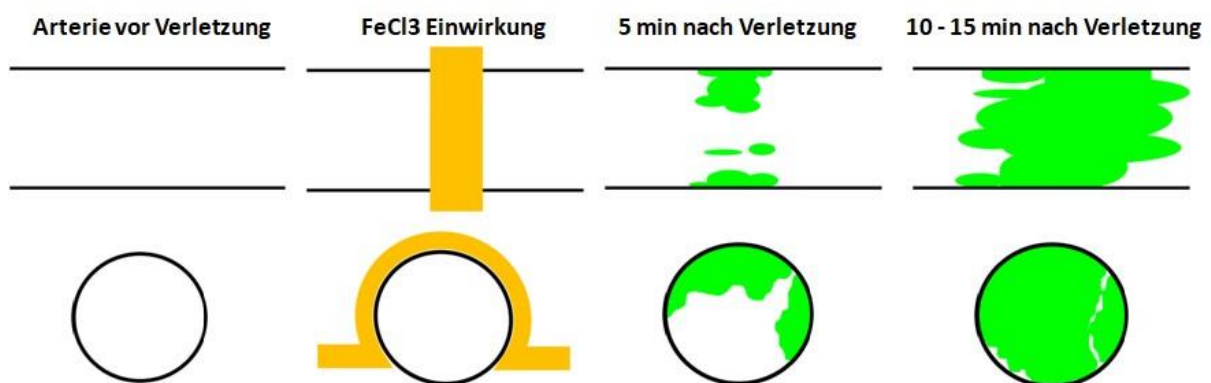 Arterie vor Verletzung
FeCl3 Einwirkung
5 min nach Verletzung
10 - 15 min nach Verletzung